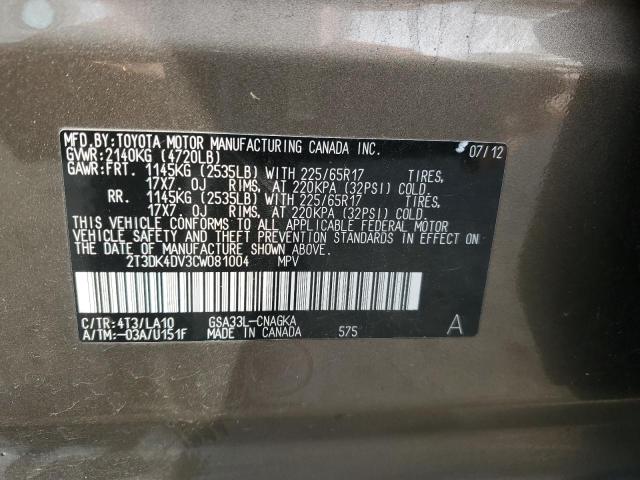 MFD.BY:TOYOTA MOTOR MANUFACTURING CANADA INC. 07/12
GVWR:2140KG (4720LB)
GAWR:FRT. 1145KG (2535LB) WITH 225/65R17 TIRES,
17X7.0J RIMS, AT 220KPA (32PSI) COLD.
RR. 1145KG (2535LB) WITH 225/65R17 TIRES,
17X7.0J RIMS, AT 220KPA (32PSI) COLD.
THIS VEHICLE CONFORMS TO ALL APPLICABLE FEDERAL MOTOR
VEHICLE SAFETY AND THEFT PREVENTION STANDARDS IN EFFECT ON
THE DATE OF MANUFACTURE SHOWN ABOVE.
2T3DK4DV3CW081004 MPV
C/TR:4T3/LA10 GSA33L-CNAGKA
A/TM:-03A/U151F MADE IN CANADA 575 A